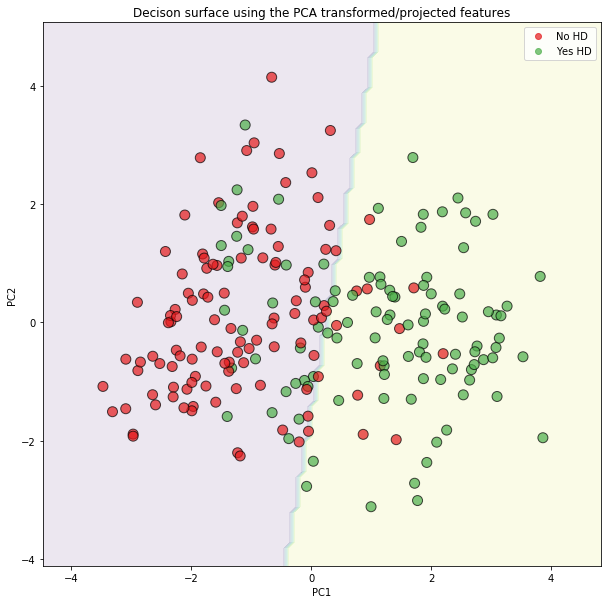 Decison surface using the PCA transformed/projected features
No HD
Yes HD
4
2
0
−2
−4
PC2
−4
−2
0
2
4
PC1